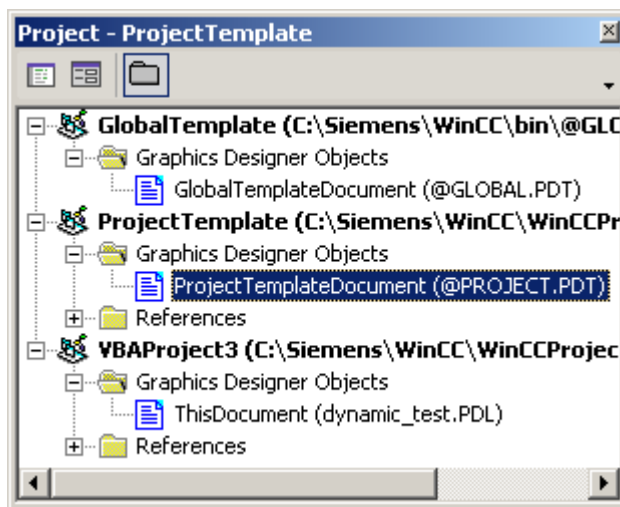 Project - ProjectTemplate
GlobalTemplate (C:\Siemens\WinCC\bin\@GLC
Graphics Designer Objects
GlobalTemplateDocument (@GLOBAL.PDT)
ProjectTemplate (C:\Siemens\WinCC\WinCCPr
Graphics Designer Objects
ProjectTemplateDocument (@PROJECT.PDT)
References
VBAProject3 (C:\Siemens\WinCC\WinCCProjec
Graphics Designer Objects
ThisDocument (dynamic_test.PDL)
References